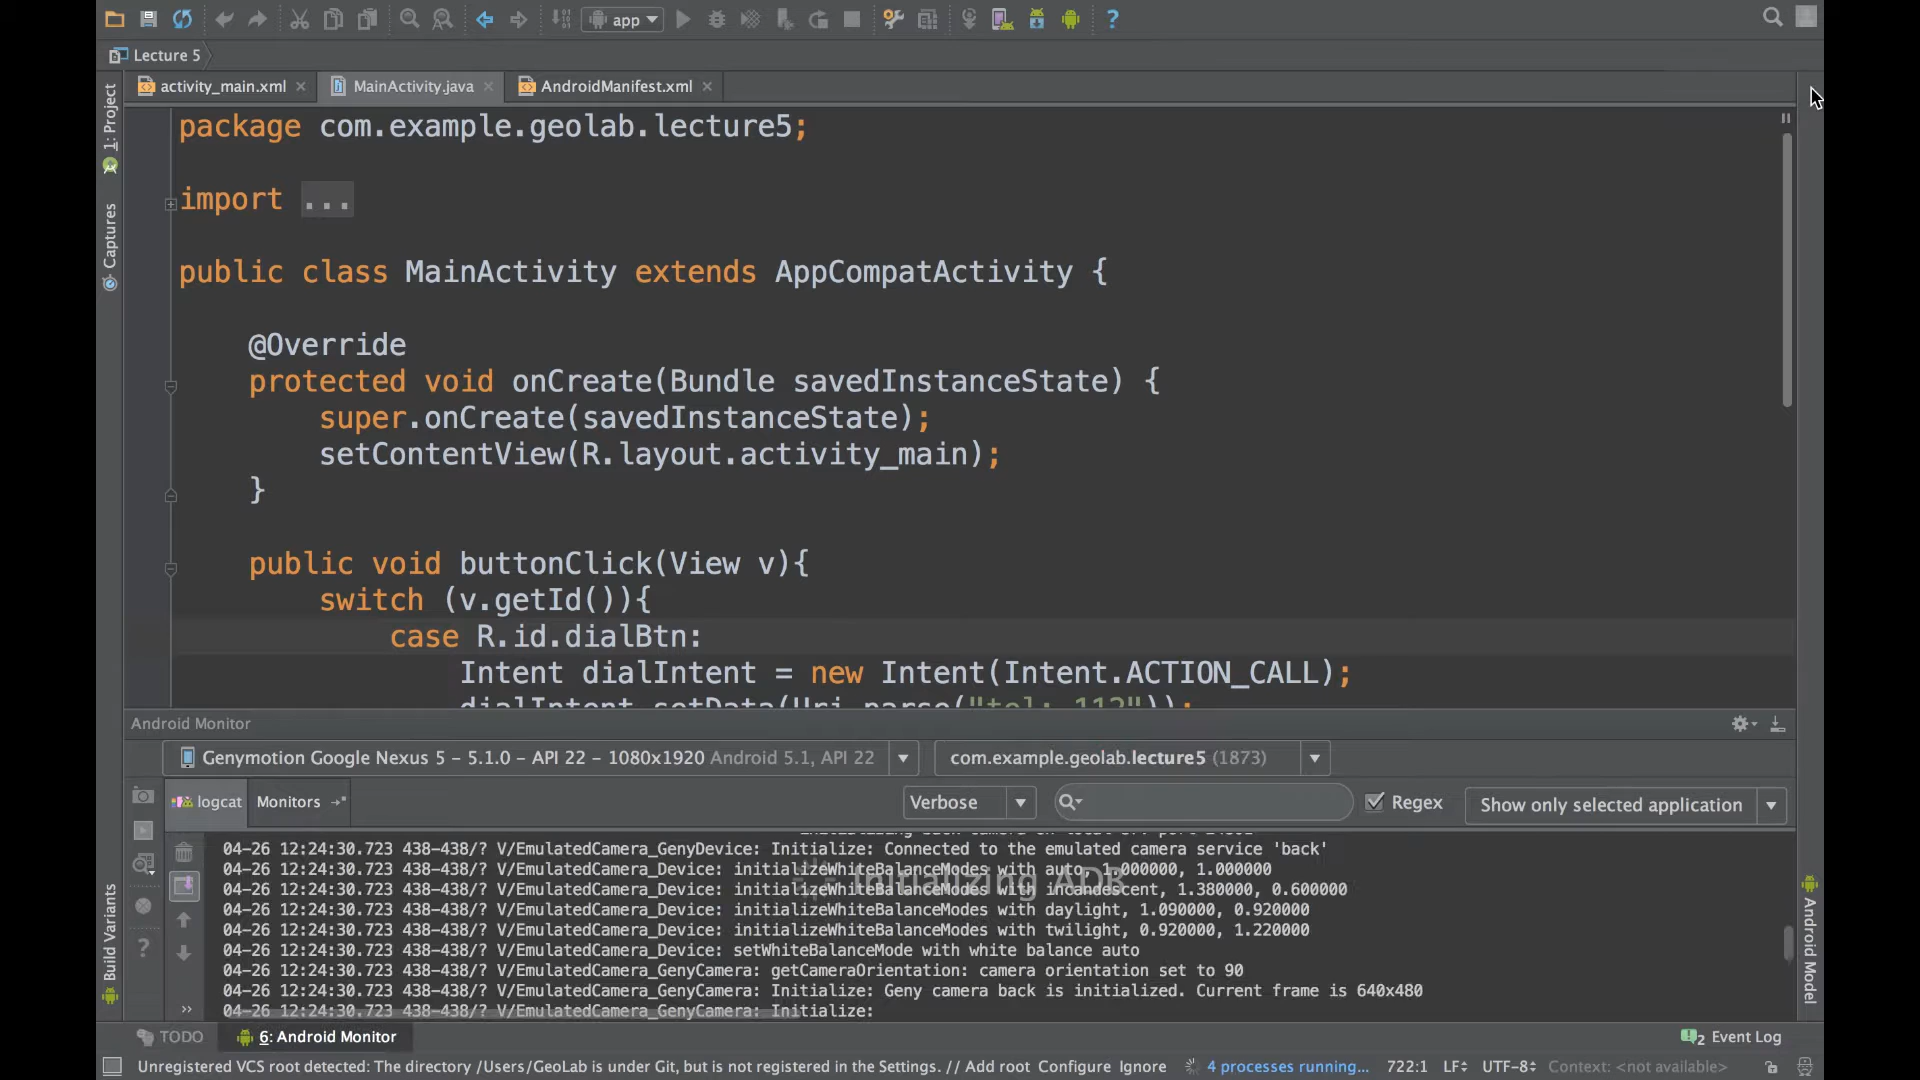 app
Lecture 5
activity_main.xml
MainActivity.java
AndroidManifest.xml
1: Project
Captures
Build Variants
Android Model
package com.example.geolab.lecture5;
import ...
public class MainActivity extends AppCompatActivity {
@Override
protected void onCreate(Bundle savedInstanceState) {
super.onCreate(savedInstanceState);
setContentView(R.layout.activity_main);
}
public void buttonClick(View v){
switch (v.getId()){
case R.id.dialBtn:
Intent dialIntent = new Intent(Intent.ACTION_CALL);
dialIntent.setData(Uri.parse("tel: 112"));
Android Monitor
Genymotion Google Nexus 5 – 5.1.0 – API 22 – 1080x1920 Android 5.1, API 22
com.example.geolab.lecture5 (1873)
logcat
Monitors
Verbose
Regex
Show only selected application
04-26 12:24:30.723 438-438/? V/EmulatedCamera_GenyDevice: Initialize: Connected to the emulated camera service 'back'
04-26 12:24:30.723 438-438/? V/EmulatedCamera_Device: initializeWhiteBalanceModes with auto, 1.000000, 1.000000
04-26 12:24:30.723 438-438/? V/EmulatedCamera_Device: initializeWhiteBalanceModes with incandescent, 1.380000, 0.600000
Initializing ADB
04-26 12:24:30.723 438-438/? V/EmulatedCamera_Device: initializeWhiteBalanceModes with daylight, 1.090000, 0.920000
04-26 12:24:30.723 438-438/? V/EmulatedCamera_Device: initializeWhiteBalanceModes with twilight, 0.920000, 1.220000
04-26 12:24:30.723 438-438/? V/EmulatedCamera_Device: setWhiteBalanceMode with white balance auto
04-26 12:24:30.723 438-438/? V/EmulatedCamera_GenyCamera: getCameraOrientation: camera orientation set to 90
04-26 12:24:30.723 438-438/? V/EmulatedCamera_GenyCamera: Initialize: Geny camera back is initialized. Current frame is 640x480
04-26 12:24:30.723 438-438/? V/EmulatedCamera_GenyCamera: Initialize:
TODO
6: Android Monitor
2 Event Log
Unregistered VCS root detected: The directory /Users/GeoLab is under Git, but is not registered in the Settings. // Add root Configure Ignore
4 processes running...
722:1 LF UTF-8 Context: <not available>